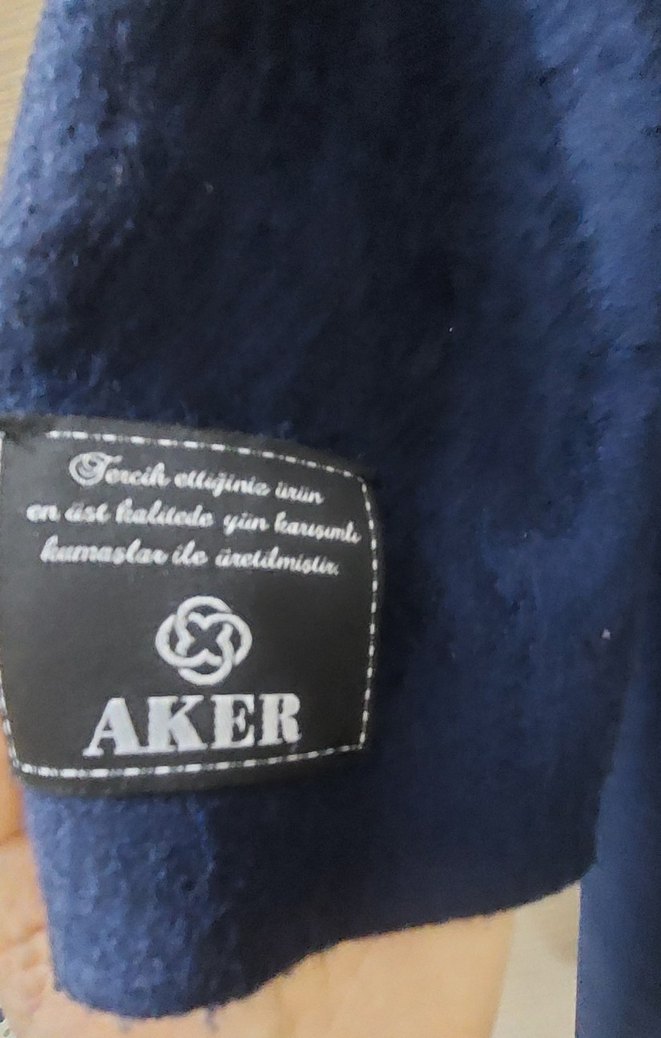 Tercih ettiğiniz ürün
en üst kalitede yün karışımlı
kumaşlar ile üretilmiştir.
AKER